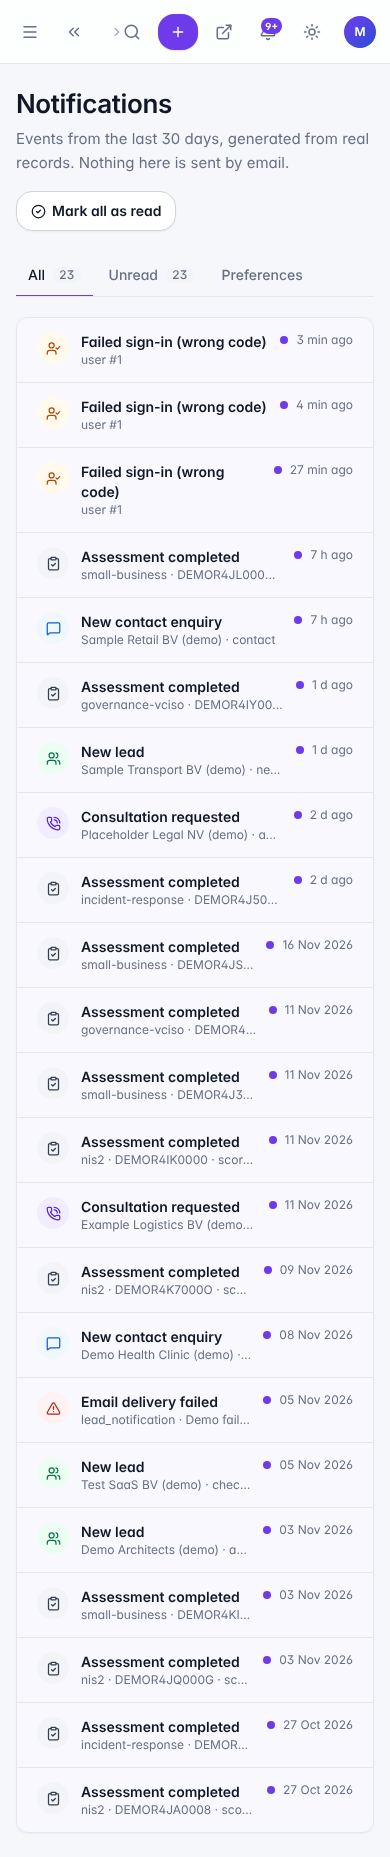 9+
M
Notifications
Events from the last 30 days, generated from real
records. Nothing here is sent by email.
Mark all as read
All 23 Unread 23 Preferences
Failed sign-in (wrong code) 3 min ago
user #1
Failed sign-in (wrong code) 4 min ago
user #1
Failed sign-in (wrong 27 min ago
code)
user #1
Assessment completed 7 h ago
small-business · DEMOR4JL000...
New contact enquiry 7 h ago
Sample Retail BV (demo) · contact
Assessment completed 1 d ago
governance-vciso · DEMOR4IY00...
New lead 1 d ago
Sample Transport BV (demo) · ne...
Consultation requested 2 d ago
Placeholder Legal NV (demo) · a...
Assessment completed 2 d ago
incident-response · DEMOR4J50...
Assessment completed 16 Nov 2026
small-business · DEMOR4JS...
Assessment completed 11 Nov 2026
governance-vciso · DEMOR4...
Assessment completed 11 Nov 2026
small-business · DEMOR4J3...
Assessment completed 11 Nov 2026
nis2 · DEMOR4IK0000 · scor...
Consultation requested 11 Nov 2026
Example Logistics BV (demo...
Assessment completed 09 Nov 2026
nis2 · DEMOR4K7000O · sc...
New contact enquiry 08 Nov 2026
Demo Health Clinic (demo) ·...
Email delivery failed 05 Nov 2026
lead_notification · Demo fail...
New lead 05 Nov 2026
Test SaaS BV (demo) · chec...
New lead 03 Nov 2026
Demo Architects (demo) · a...
Assessment completed 03 Nov 2026
small-business · DEMOR4KI...
Assessment completed 03 Nov 2026
nis2 · DEMOR4JQ000G · sc...
Assessment completed 27 Oct 2026
incident-response · DEMOR...
Assessment completed 27 Oct 2026
nis2 · DEMOR4JA0008 · sco...